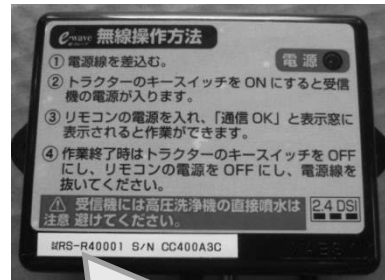 e-wave 無線操作方法
電源
① 電源線を差込む。
② トラクターのキースイッチを ON にすると受信
機の電源が入ります。
③ リモコンの電源を入れ、「通信 OK」と表示窓に
表示されると作業ができます。
④ 作業終了時はトラクターのキースイッチを OFF
にし、リモコンの電源を OFF にし、電源線を
抜いてください。
⚠ 受信機には高圧洗浄機の直接噴水は
注意 避けてください。
2.4 DSI
MRS-R40001 S/N CC400A3C